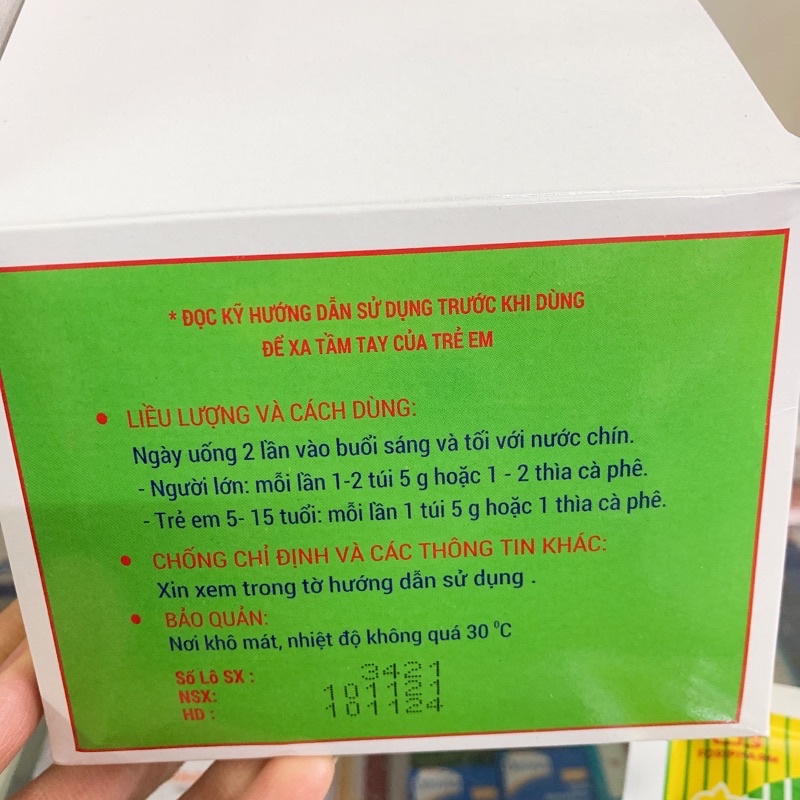 * ĐỌC KỸ HƯỚNG DẪN SỬ DỤNG TRƯỚC KHI DÙNG
ĐỂ XA TẦM TAY CỦA TRẺ EM
• LIỀU LƯỢNG VÀ CÁCH DÙNG:
Ngày uống 2 lần vào buổi sáng và tối với nước chín.
- Người lớn: mỗi lần 1-2 túi 5 g hoặc 1 - 2 thìa cà phê.
- Trẻ em 5- 15 tuổi: mỗi lần 1 túi 5 g hoặc 1 thìa cà phê.
• CHỐNG CHỈ ĐỊNH VÀ CÁC THÔNG TIN KHÁC:
Xin xem trong tờ hướng dẫn sử dụng .
• BẢO QUẢN:
Nơi khô mát, nhiệt độ không quá 30 °C
Số Lô SX : 3421
NSX: 101121
HD : 101124